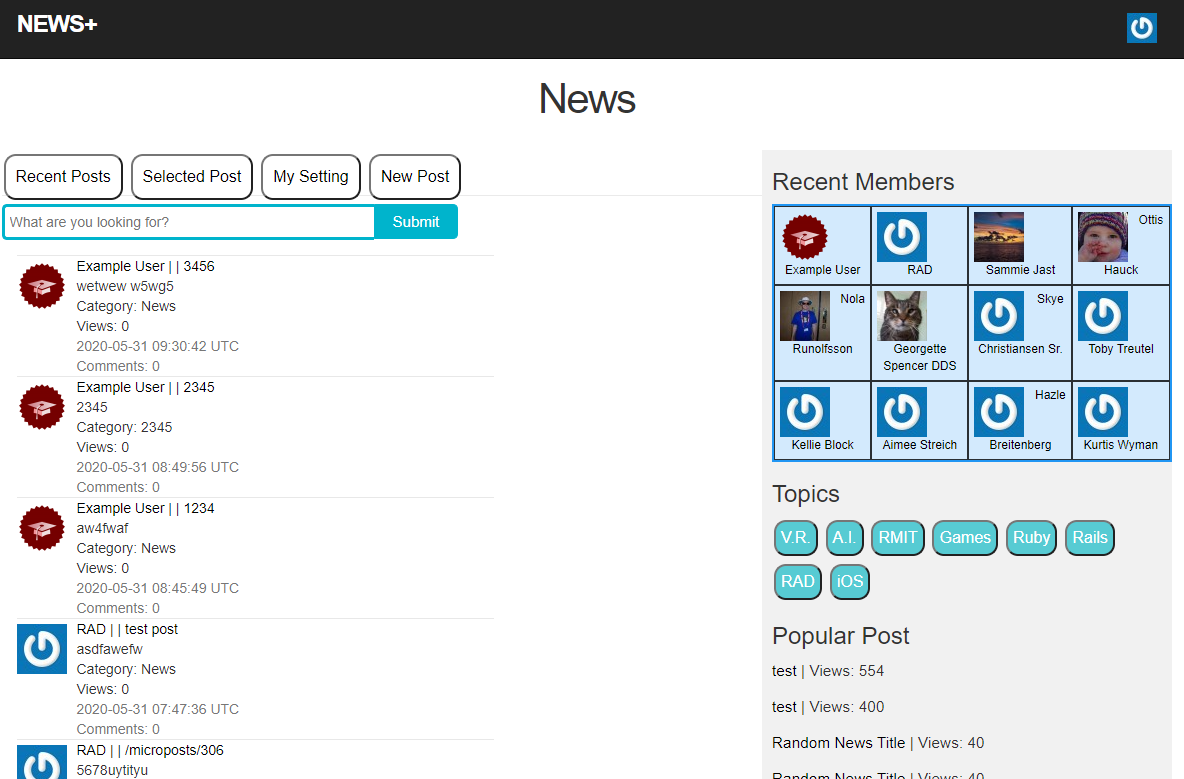 NEWS+
News
Recent Posts
Selected Post
My Setting
New Post
What are you looking for?
Submit
Example User | | 3456
wetwew w5wg5
Category: News
Views: 0
2020-05-31 09:30:42 UTC
Comments: 0
Example User | | 2345
2345
Category: 2345
Views: 0
2020-05-31 08:49:56 UTC
Comments: 0
Example User | | 1234
aw4fwaf
Category: News
Views: 0
2020-05-31 08:45:49 UTC
Comments: 0
RAD | | test post
asdfawefw
Category: News
Views: 0
2020-05-31 07:47:36 UTC
Comments: 0
RAD | | /microposts/306
5678uytityu
Recent Members
Example User
RAD
Sammie Jast
Ottis
Hauck
Nola
Runolfsson
Georgette
Spencer DDS
Skye
Christiansen Sr.
Toby Treutel
Kellie Block
Aimee Streich
Hazle
Breitenberg
Kurtis Wyman
Topics
V.R.
A.I.
RMIT
Games
Ruby
Rails
RAD
iOS
Popular Post
test | Views: 554
test | Views: 400
Random News Title | Views: 40
Random News Title | Views: 40